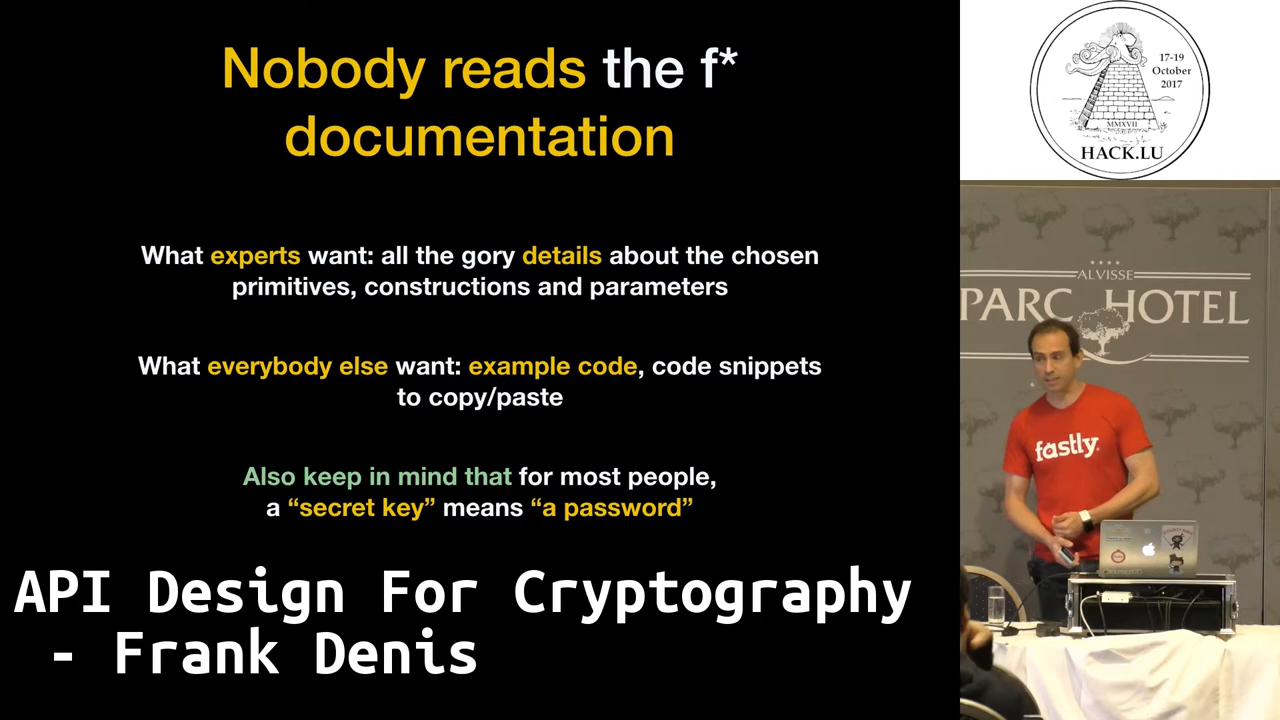 Nobody reads the f*
documentation
What experts want: all the gory details about the chosen
primitives, constructions and parameters
What everybody else want: example code, code snippets
to copy/paste
Also keep in mind that for most people,
a “secret key” means “a password”
API Design For Cryptography
- Frank Denis
17-19
October
2017
MMXVII
HACK.LU
ALVISSE
PARC HOTEL
fastly